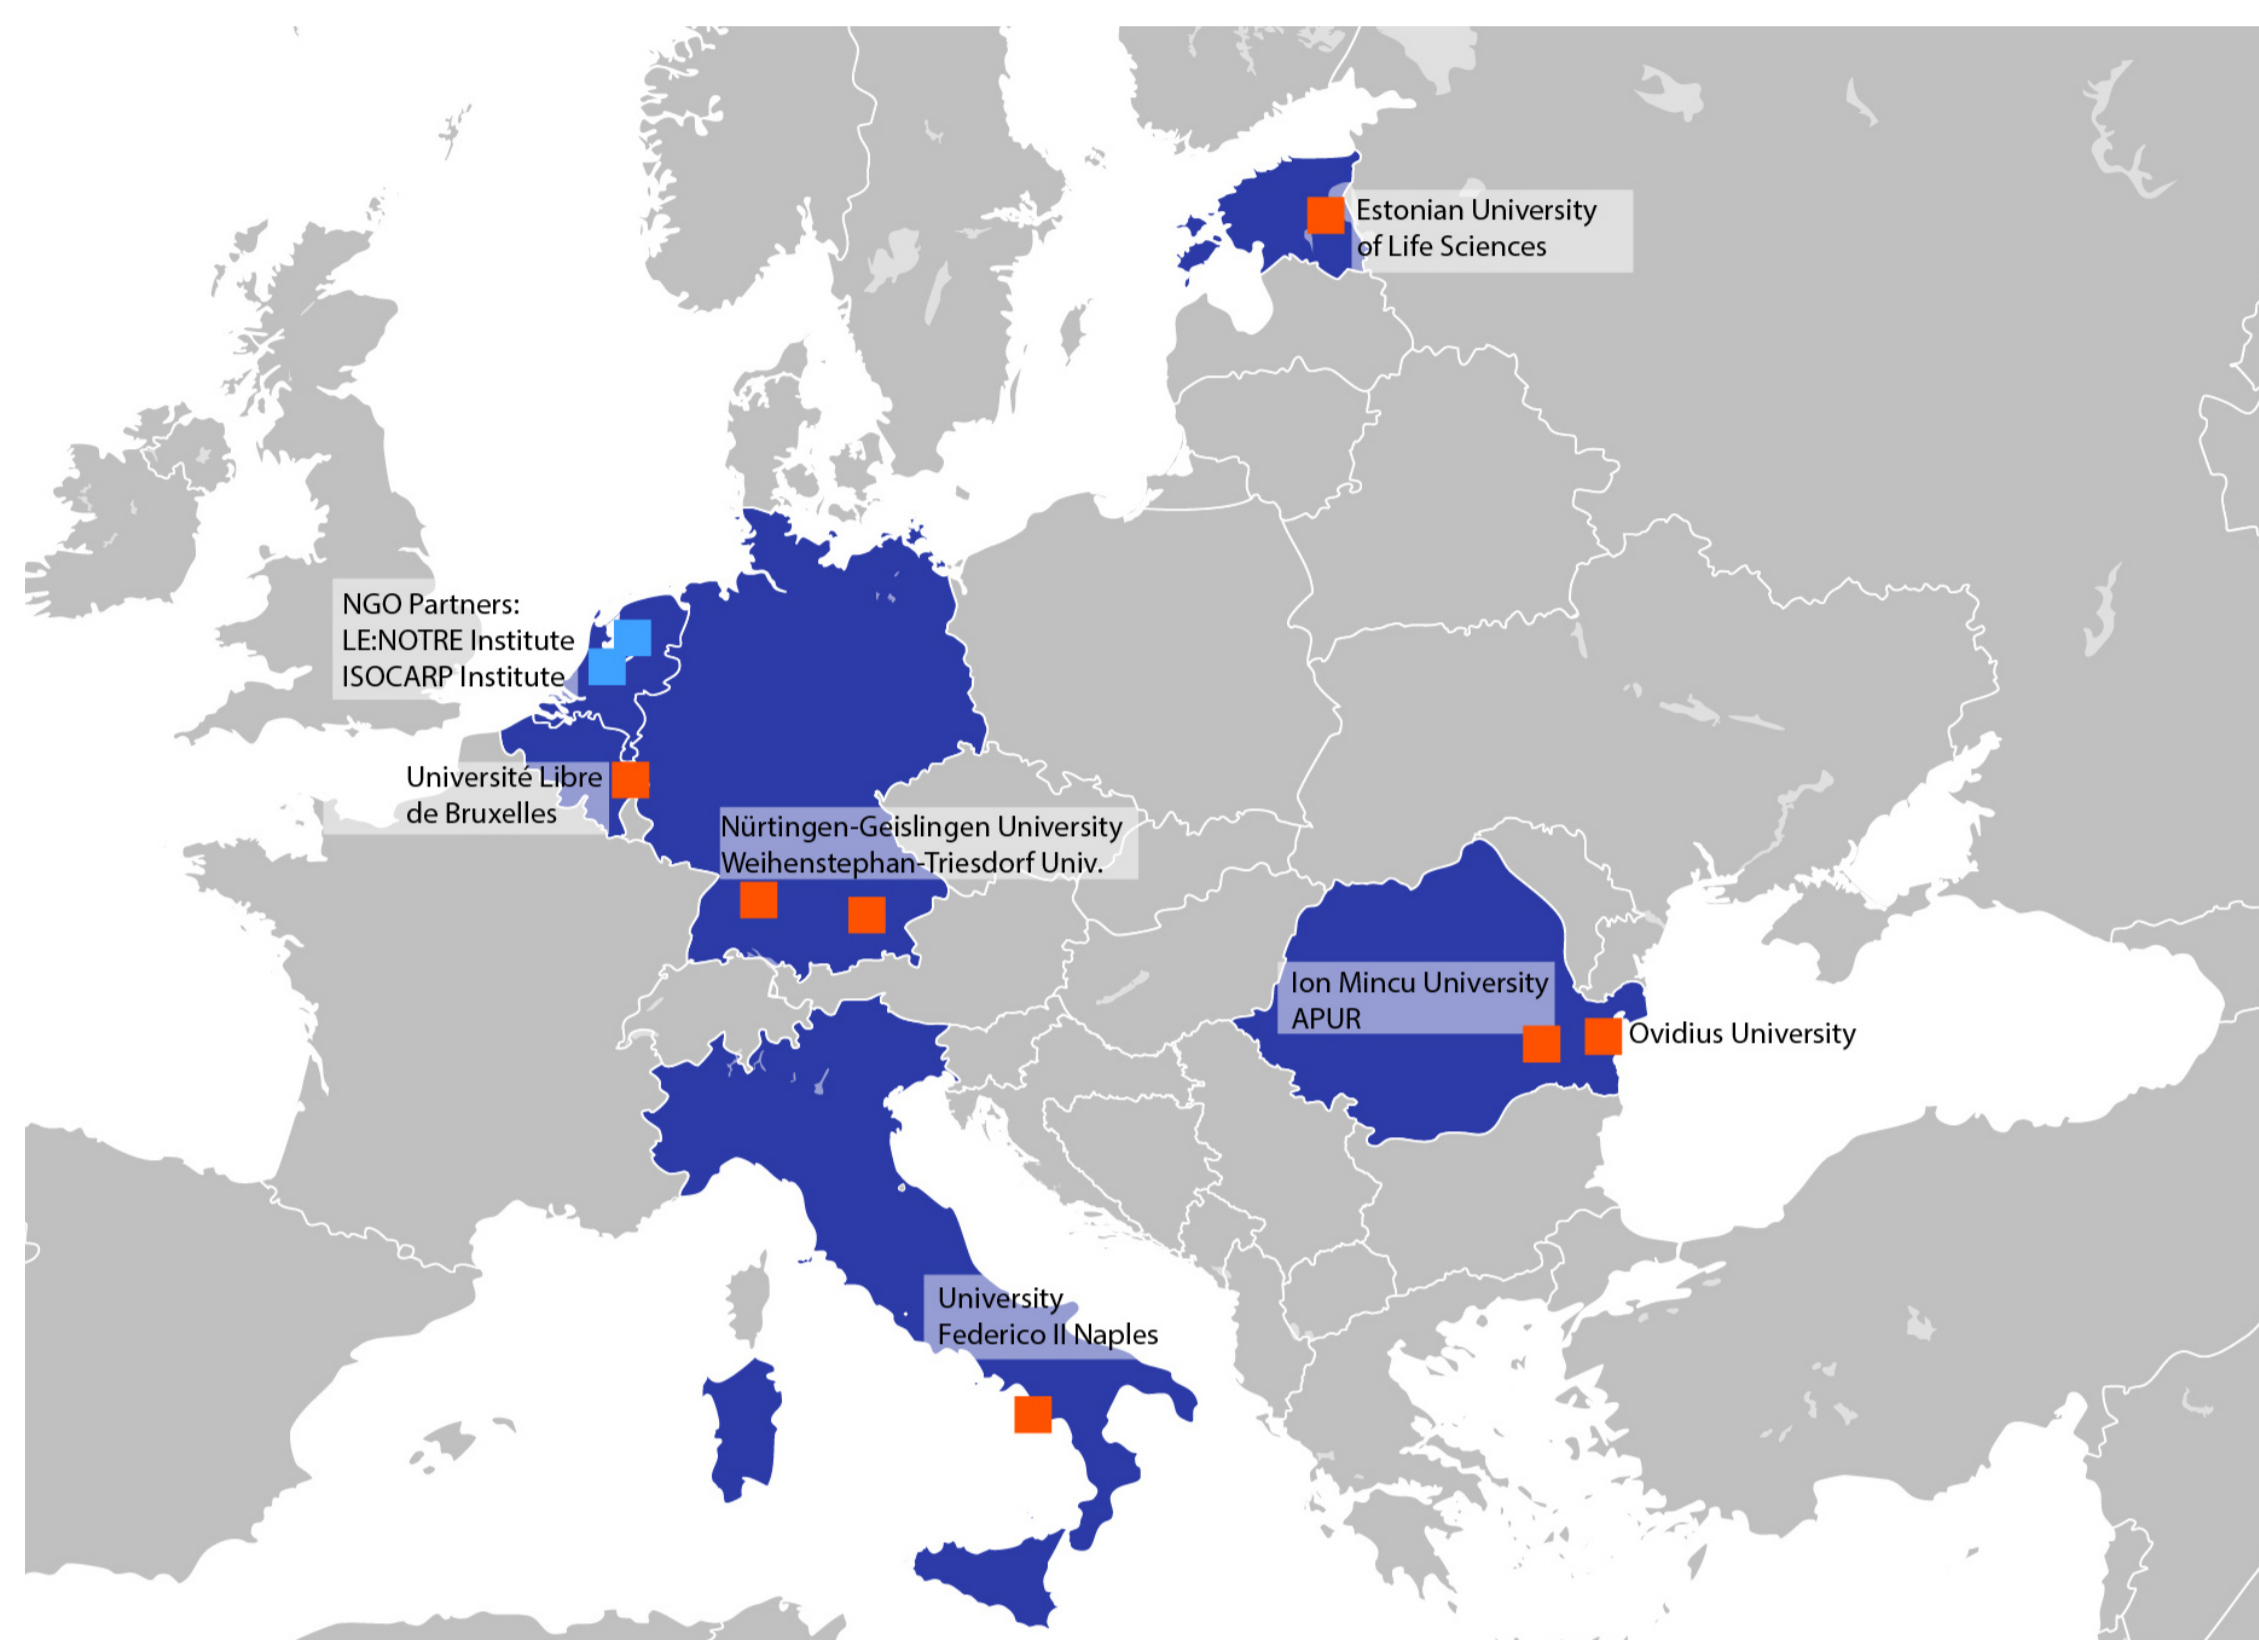 Estonian University
of Life Sciences
NGO Partners:
LE:NOTRE Institute
ISOCARP Institute
Université Libre
de Bruxelles
Nürtingen-Geislingen University
Weihenstephan-Triesdorf Univ.
Ion Mincu University
APUR
Ovidius University
University
Federico II Naples